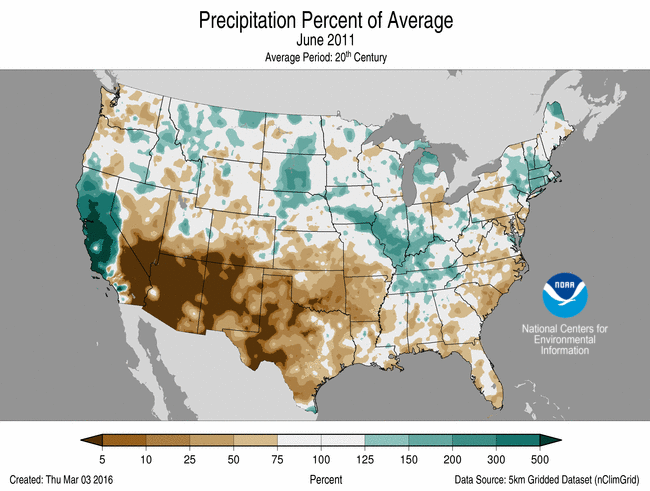 Precipitation Percent of Average
June 2011
Average Period: 20th Century
NOAA
National Centers for
Environmental
Information
5 10 25 50 75 100 125 150 200 300 500
Created: Thu Mar 03 2016 Percent Data Source: 5km Gridded Dataset (nClimGrid)